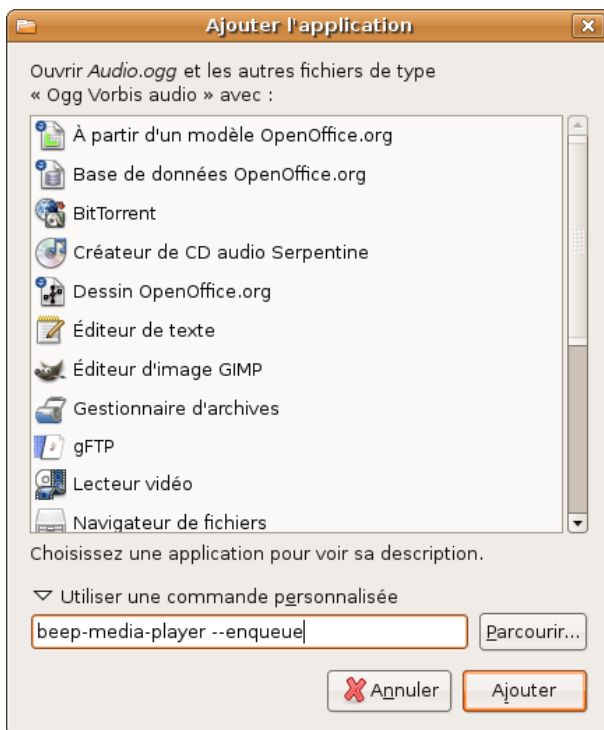 Ajouter l'application
Ouvrir Audio.ogg et les autres fichiers de type
« Ogg Vorbis audio » avec :
À partir d'un modèle OpenOffice.org
Base de données OpenOffice.org
BitTorrent
Créateur de CD audio Serpentine
Dessin OpenOffice.org
Éditeur de texte
Éditeur d'image GIMP
Gestionnaire d'archives
gFTP
Lecteur vidéo
Navigateur de fichiers
Choisissez une application pour voir sa description.
Utiliser une commande personnalisée
beep-media-player --enqueue
Parcourir...
Annuler
Ajouter